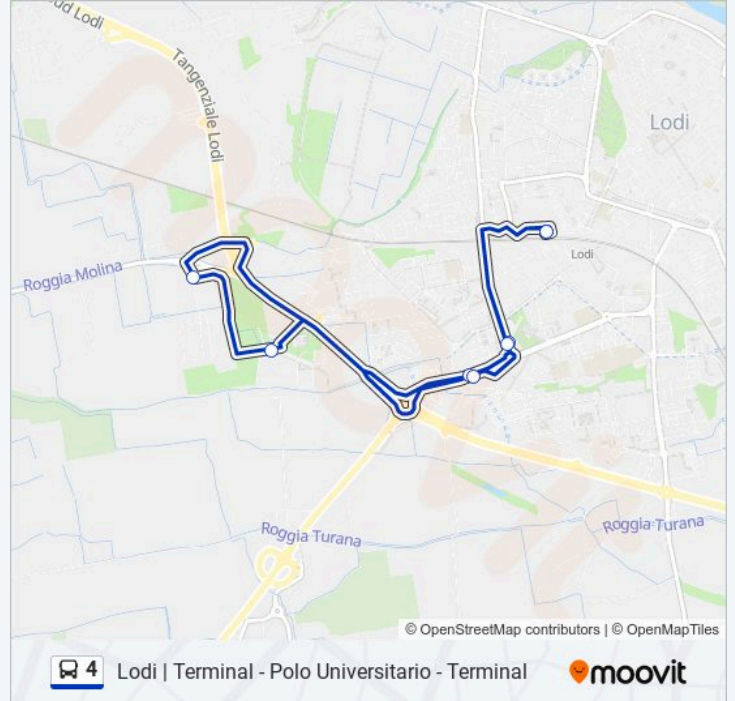 ud Lodi
Tangenziale Lodi
Lodi
Lodi
Roggia Molina
Roggia Turana
Roggia Turana
© OpenStreetMap contributors | © OpenMapTiles
4 Lodi | Terminal - Polo Universitario - Terminal
moovit